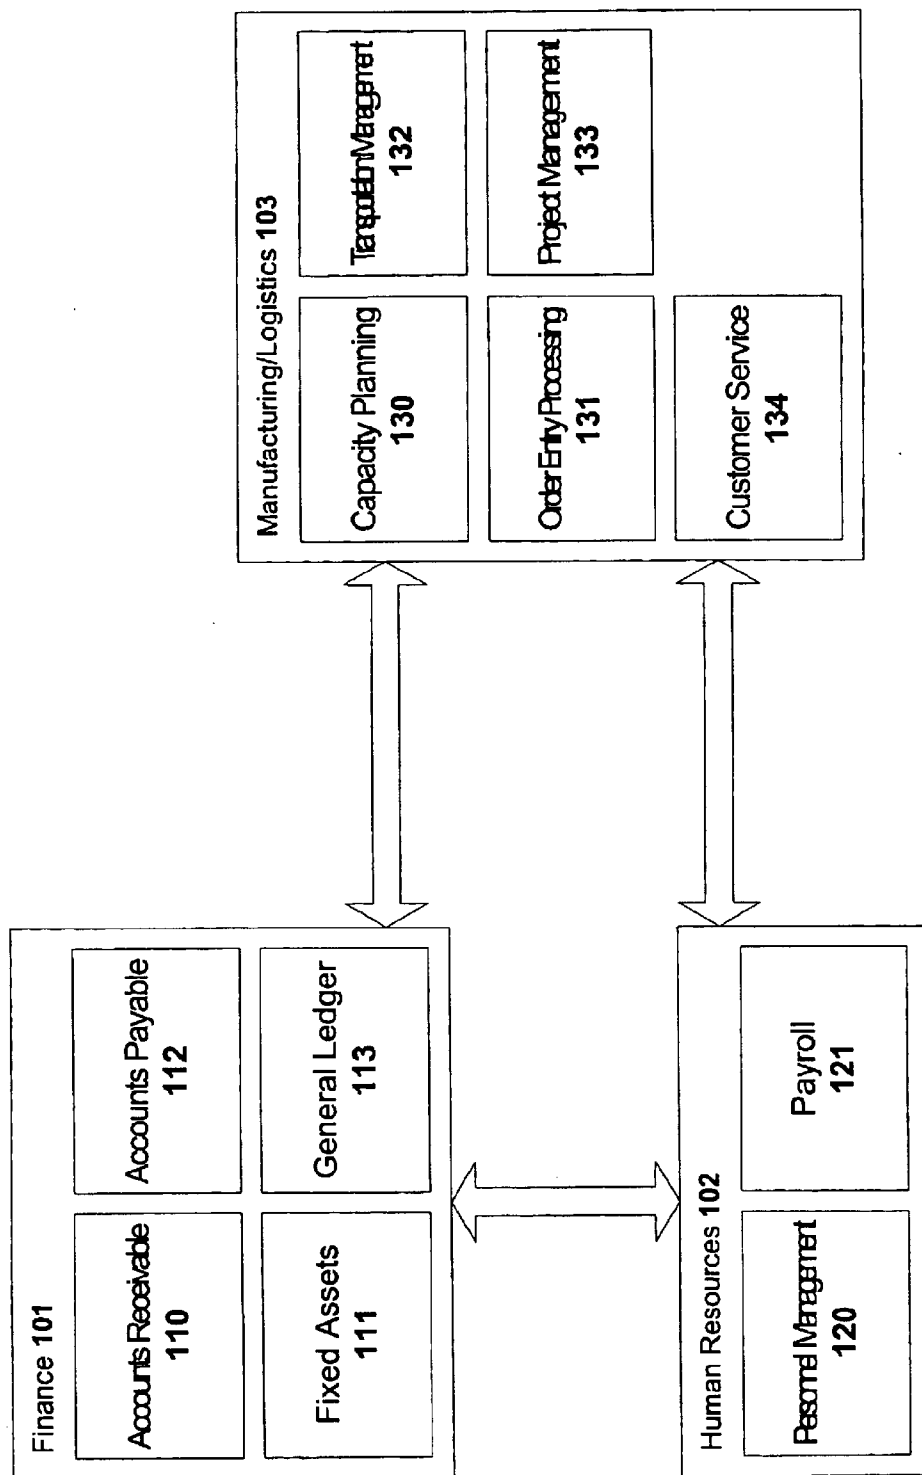 Finance 101
Accounts Receivable
110
Accounts Payable
112
Fixed Assets
111
General Ledger
113
Human Resources 102
Personnel Management
120
Payroll
121
Manufacturing/Logistics 103
Capacity Planning
130
Transportation Management
132
Order Entry Processing
131
Project Management
133
Customer Service
134